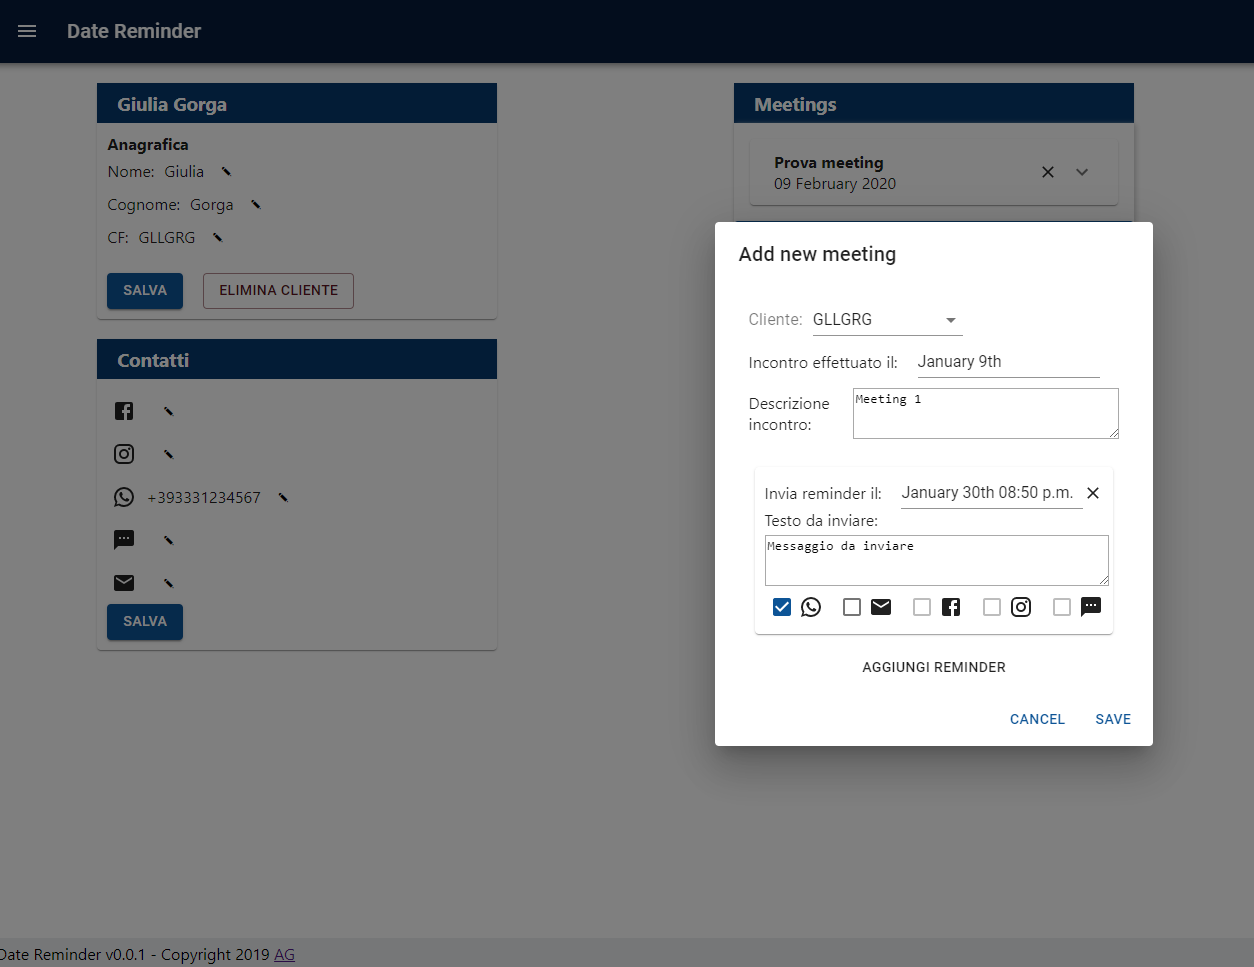 Date Reminder
Giulia Gorga
Anagrafica
Nome: Giulia
Cognome: Gorga
CF: GLLGRG
SALVA
ELIMINA CLIENTE
Contatti
+393331234567
SALVA
Meetings
Prova meeting
09 February 2020
Add new meeting
Cliente: GLLGRG
Incontro effettuato il: January 9th
Descrizione
incontro:
Meeting 1
Invia reminder il: January 30th 08:50 p.m.
Testo da inviare:
Messaggio da inviare
AGGIUNGI REMINDER
CANCEL
SAVE
Date Reminder v0.0.1 - Copyright 2019 AG